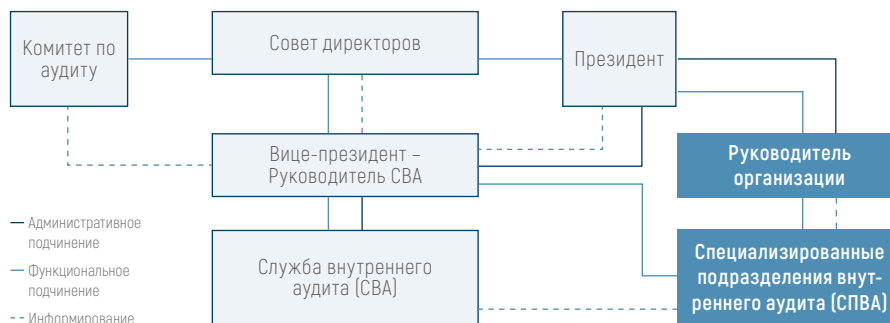 Комитет по
аудиту
Совет директоров
Президент
Вице-президент –
Руководитель СВА
Руководитель
организации
Служба внутреннего
аудита (СВА)
Специализированные
подразделения внут-
реннего аудита (СПВА)
Административное
подчинение
Функциональное
подчинение
Информирование